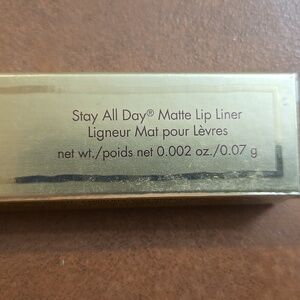 Stay All Day® Matte Lip Liner
Ligneur Mat pour Lèvres
net wt./poids net 0.002 oz./0.07 g